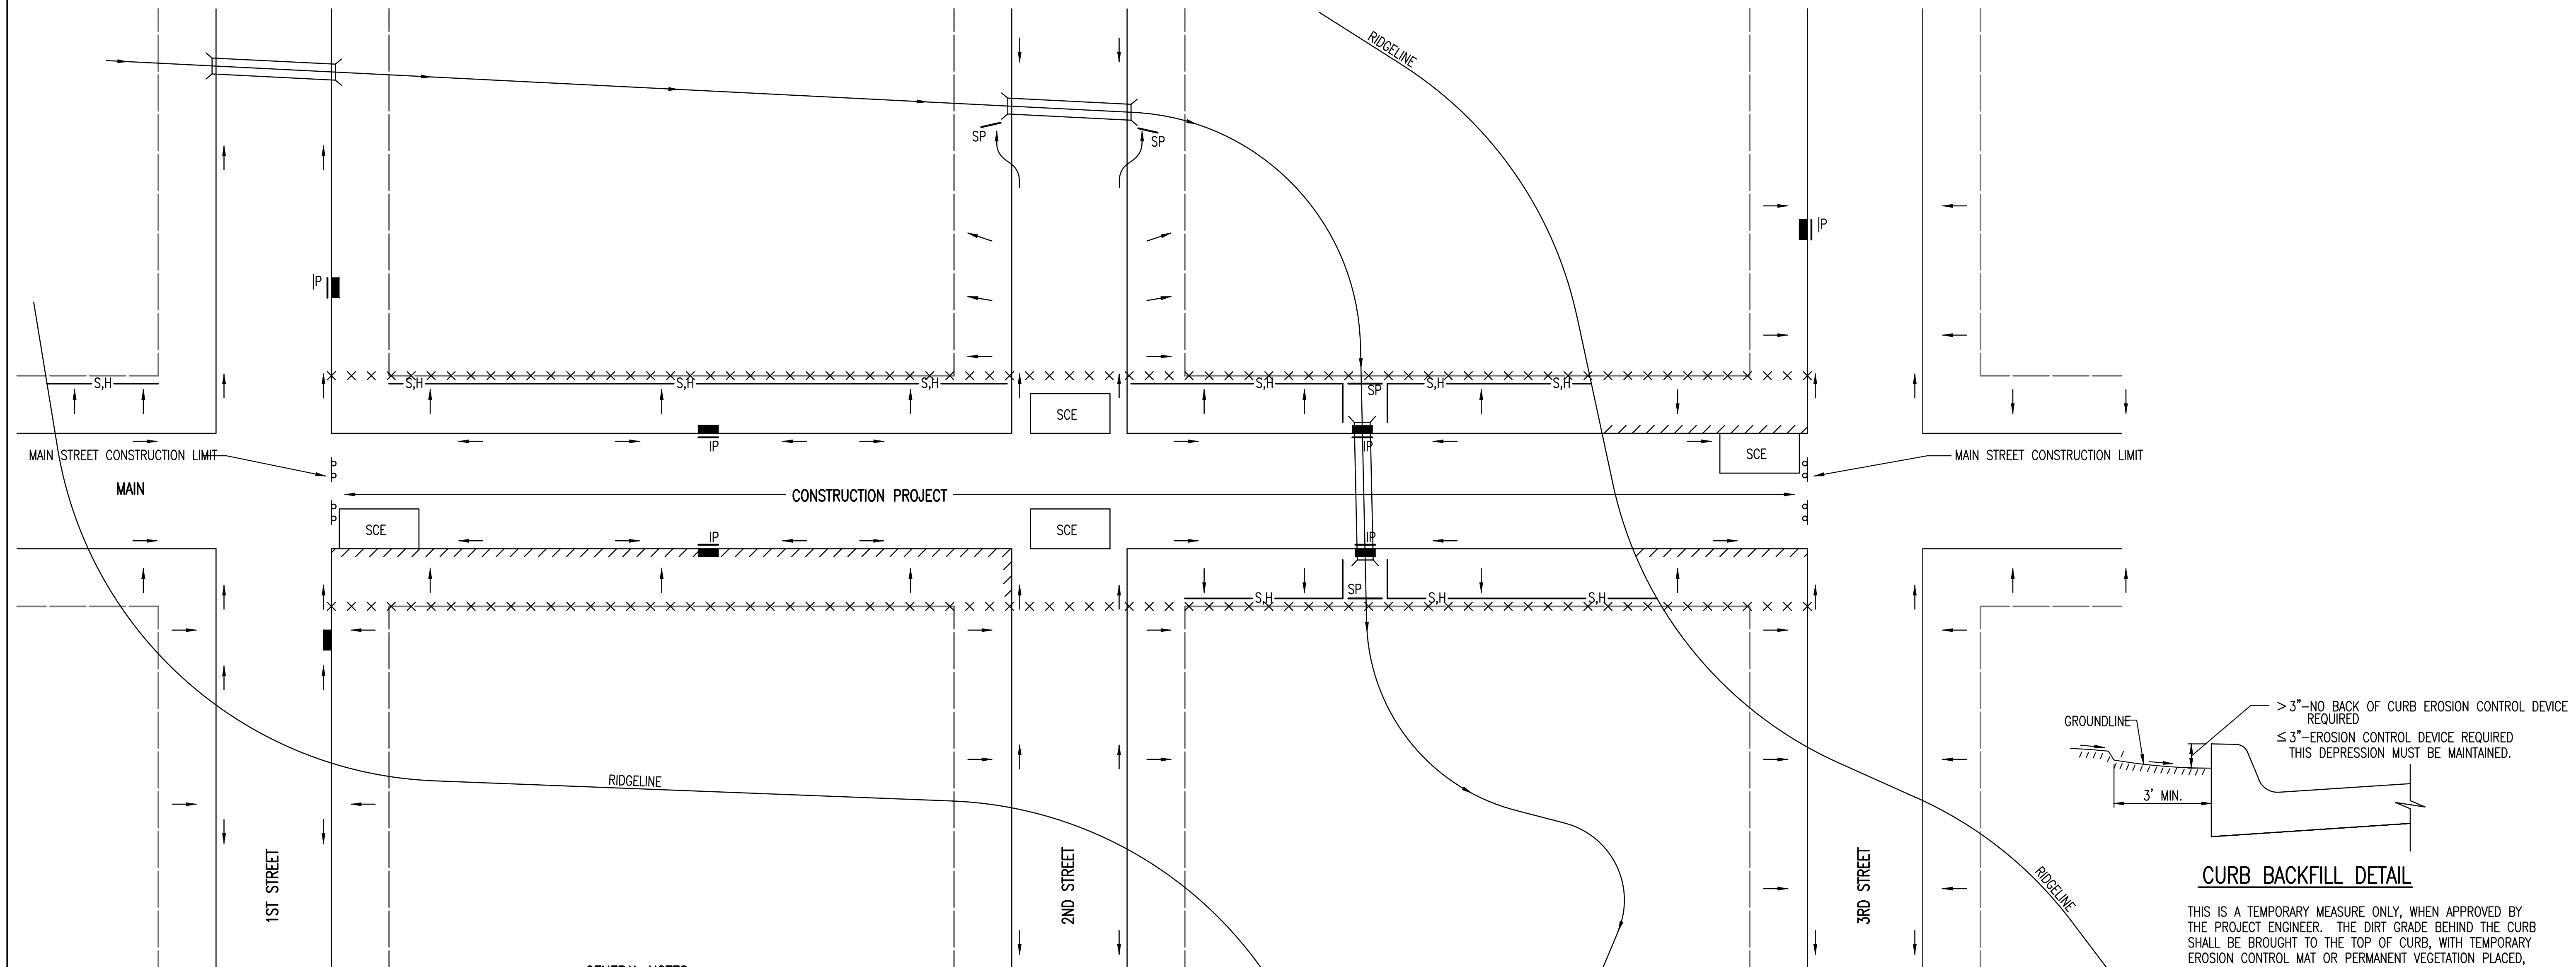 RIDGELINE
SP
SP
IP
IP
S,H
S,H
S,H
S,H
S,H
SP
S,H
S,H
SCE
IP
IP
SCE
MAIN STREET CONSTRUCTION LIMIT
MAIN STREET CONSTRUCTION LIMIT
MAIN
CONSTRUCTION PROJECT
SCE
SCE
IP
IP
SP
S,H
S,H
S,H
RIDGELINE
RIDGELINE
1ST STREET
2ND STREET
3RD STREET
GROUNDLINE
> 3"-NO BACK OF CURB EROSION CONTROL DEVICE
REQUIRED
≤ 3"-EROSION CONTROL DEVICE REQUIRED
THIS DEPRESSION MUST BE MAINTAINED.
3' MIN.
CURB BACKFILL DETAIL
THIS IS A TEMPORARY MEASURE ONLY, WHEN APPROVED BY
THE PROJECT ENGINEER. THE DIRT GRADE BEHIND THE CURB
SHALL BE BROUGHT TO THE TOP OF CURB, WITH TEMPORARY
EROSION CONTROL MAT OR PERMANENT VEGETATION PLACED,